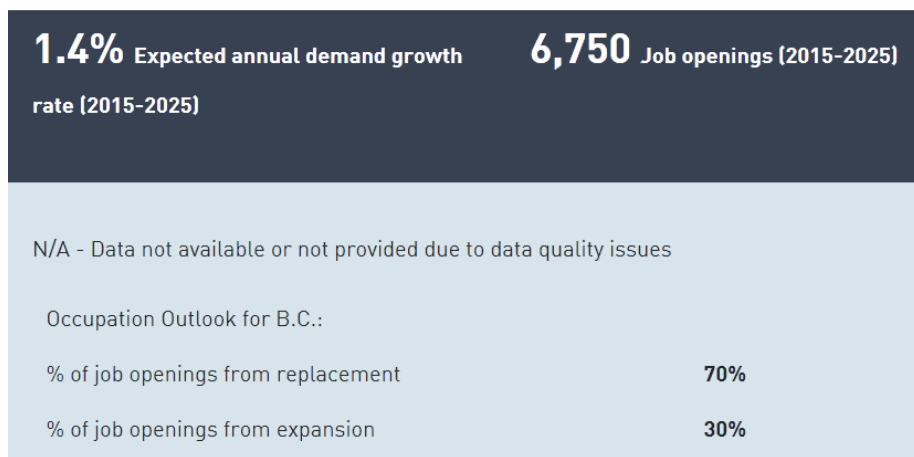 1.4% Expected annual demand growth
rate (2015-2025)
6,750 Job openings (2015-2025)
N/A - Data not available or not provided due to data quality issues
Occupation Outlook for B.C.:
% of job openings from replacement 70%
% of job openings from expansion 30%